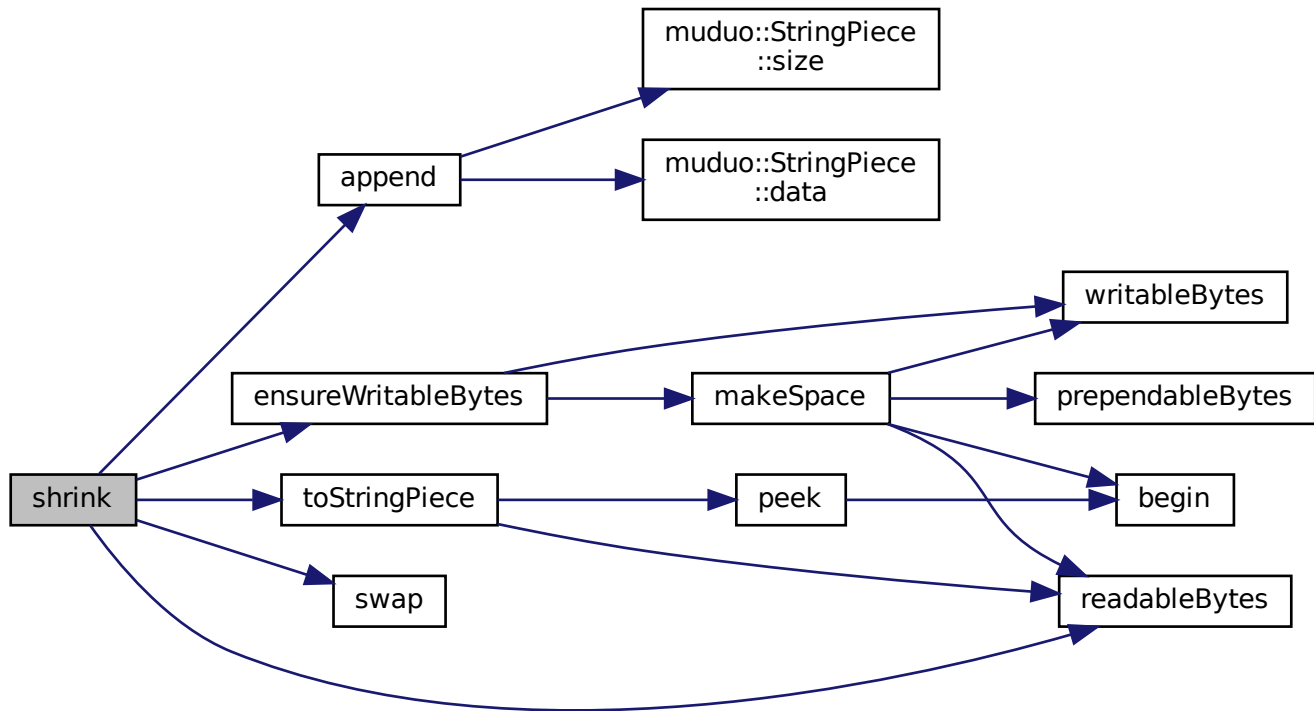 muduo::StringPiece
::size
append
muduo::StringPiece
::data
writableBytes
ensureWritableBytes
makeSpace
prependableBytes
shrink
toStringPiece
peek
begin
swap
readableBytes